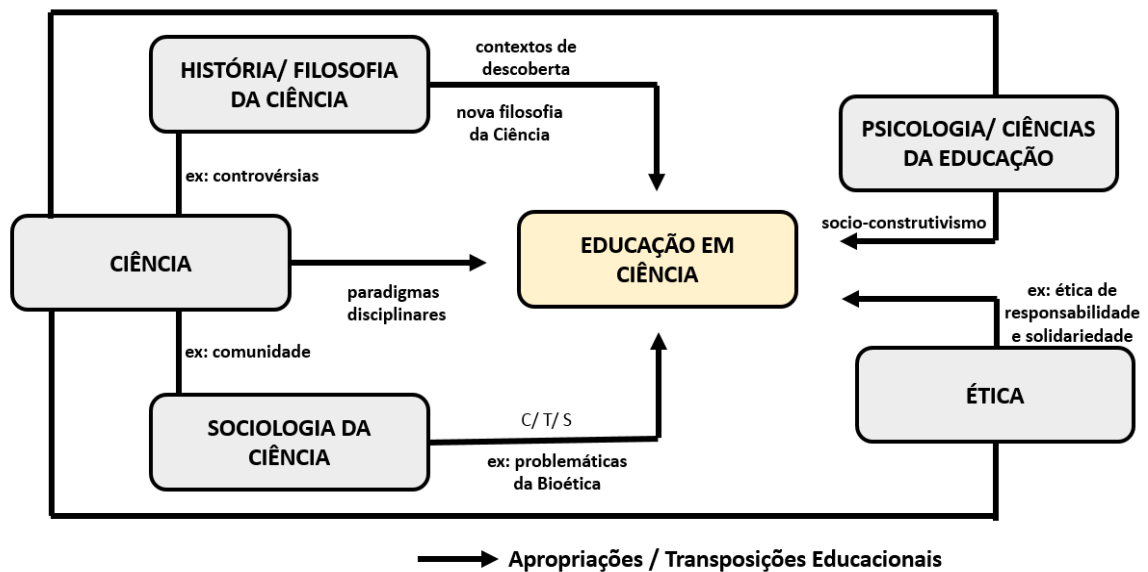 HISTÓRIA/ FILOSOFIA
DA CIÊNCIA
contextos de
descoberta
nova filosofia
da Ciência
PSICOLOGIA/ CIÊNCIAS
DA EDUCAÇÃO
ex: controvérsias
socio-construtivismo
CIÊNCIA
paradigmas
disciplinares
EDUCAÇÃO EM
CIÊNCIA
ex: ética de
responsabilidade
e solidariedade
ex: comunidade
ÉTICA
SOCIOLOGIA DA
CIÊNCIA
C/ T/ S
ex: problemáticas
da Bioética
Apropriações / Transposições Educacionais